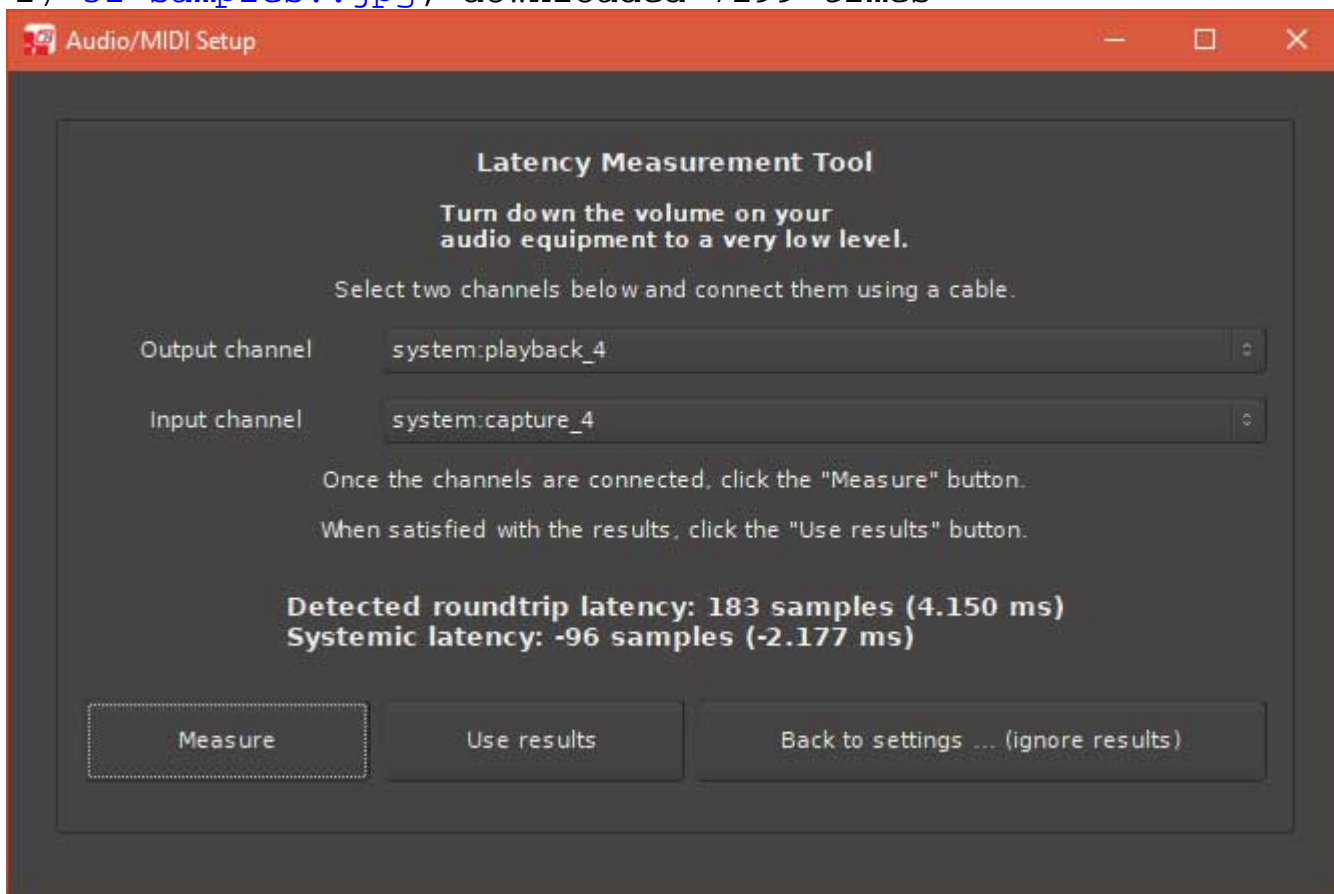 Audio/MIDI Setup
Latency Measurement Tool
Turn down the volume on your
audio equipment to a very low level.
Select two channels below and connect them using a cable.
Output channel system:playback_4
Input channel system:capture_4
Once the channels are connected, click the "Measure" button.
When satisfied with the results, click the "Use results" button.
Detected roundtrip latency: 183 samples (4.150 ms)
Systemic latency: -96 samples (-2.177 ms)
Measure Use results Back to settings ... (ignore results)